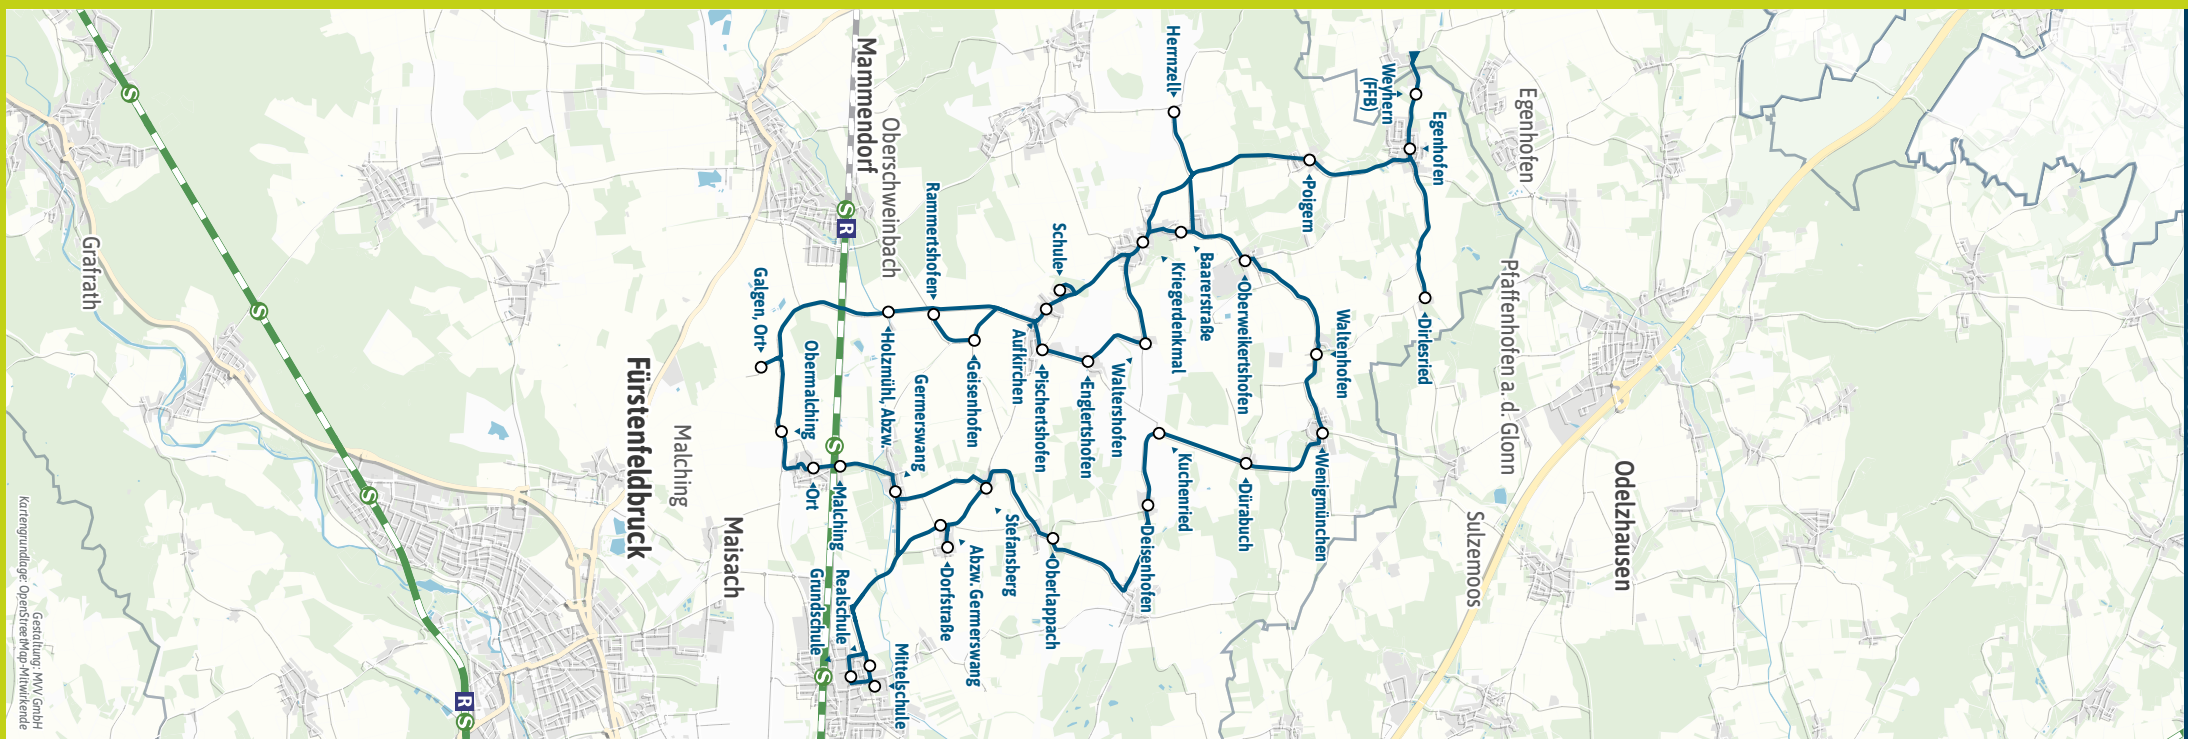 Herrnzell
Weyhern
(FFB)
Egenhofen
Egenhofen
Mammendorf
Oberschweinbach
Poigern
Rammertshofen
Schule
Baarerstraße
Kriegerdenkmal
Oberweikertshofen
Waltenhofen
Dirlesried
Pfaffenhofen a. d. Glonn
Grafrath
Galgen, Ort
Obermalching
Holzmühl, Abzw.
Germerswang
Geisenhofen
Aufkirchen
Pischertshofen
Englertshofen
Waltershofen
Kuchenried
Dürabuch
Wenigmünchen
Odelzhausen
Sulzemoos
Fürstenfeldbruck
Malching
Maisach
Ort
Malching
Stefansberg
Abzw. Germerswang
Dorfstraße
Oberlappach
Deisenhofen
Realschule
Grundschule
Mittelschule
S
S
S
S
R
S
S
R
S
Gestaltung: MVV GmbH
Kartengrundlage: OpenStreetMap-Mitwirkende